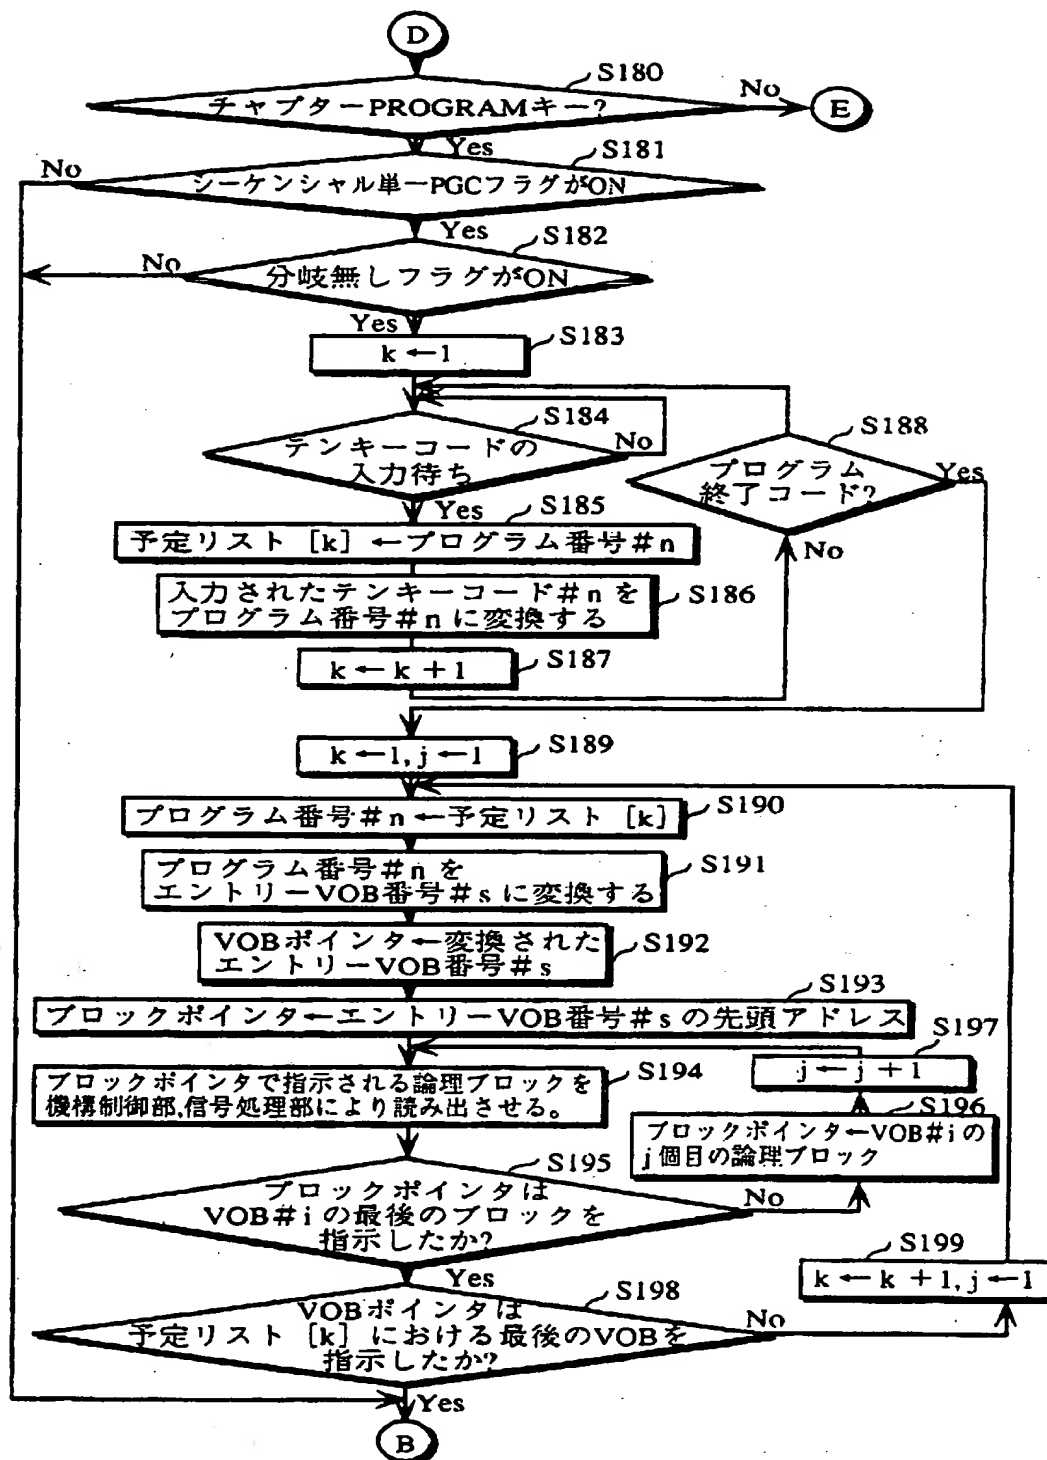 D
S180
チャプターPROGRAMキー?
No
E
Yes
S181
No
シーケンシャル単一PGCフラグがON
Yes
S182
No
分岐無しフラグがON
Yes
S183
k←1
S184
テンキーコードの
入力待ち
No
S188
プログラム
終了コード?
Yes
No
Yes
S185
予定リスト [k] ←プログラム番号#n
入力されたテンキーコード#nを
プログラム番号#nに変換する
S186
k←k+1
S187
k←1,j←1
S189
プログラム番号#n←予定リスト [k]
S190
プログラム番号#nを
エントリーVOB番号#sに変換する
S191
VOBポインタ←変換された
エントリーVOB番号#s
S192
S193
ブロックポインタ←エントリーVOB番号#sの先頭アドレス
S197
j←j+1
ブロックポインタで指示される論理ブロックを
機構制御部,信号処理部により読み出させる。
S194
S196
ブロックポインタ←VOB#iの
j個目の論理ブロック
S195
ブロックポインタは
VOB#iの最後のブロックを
指示したか?
No
Yes
S199
k←k+1,j←1
S198
VOBポインタは
予定リスト [k] における最後のVOBを
指示したか?
No
Yes
B